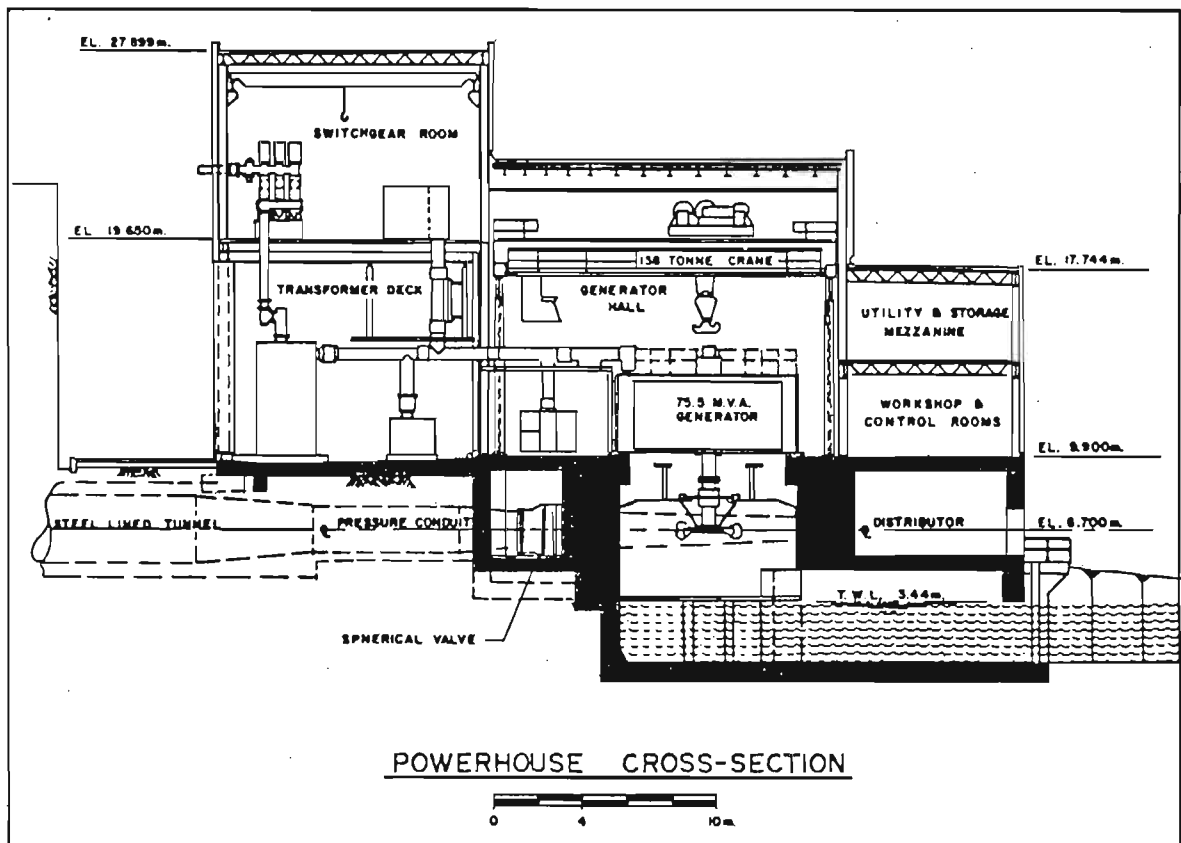 EL. 27.899m.
SWITCHGEAR ROOM
EL. 19.650m.
138 TONNE CRANE
EL. 17.744m.
TRANSFORMER DECK
GENERATOR
HALL
UTILITY & STORAGE
MEZZANINE
75.5 M.V.A.
GENERATOR
WORKSHOP &
CONTROL ROOMS
EL. 9.900m.
STEEL LINED TUNNEL
PRESSURE CONDUIT
DISTRIBUTOR
EL. 6.700m.
T.W.L. 3.44m.
SPHERICAL VALVE
POWERHOUSE CROSS-SECTION
0 4 10m.